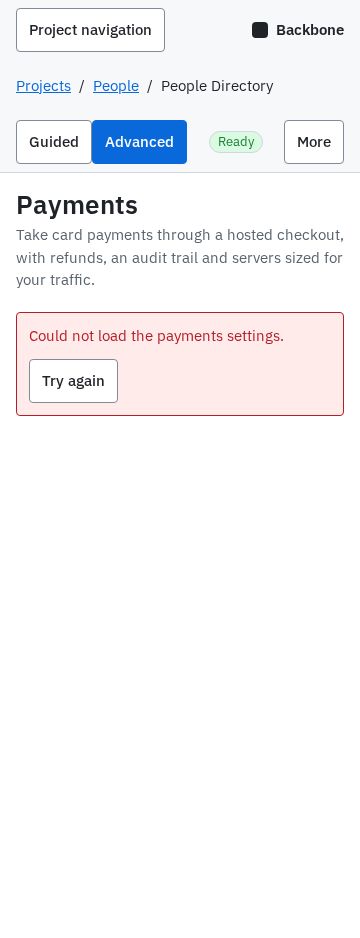 Project navigation
Backbone
Projects / People / People Directory
Guided
Advanced
Ready
More
Payments
Take card payments through a hosted checkout,
with refunds, an audit trail and servers sized for
your traffic.
Could not load the payments settings.
Try again